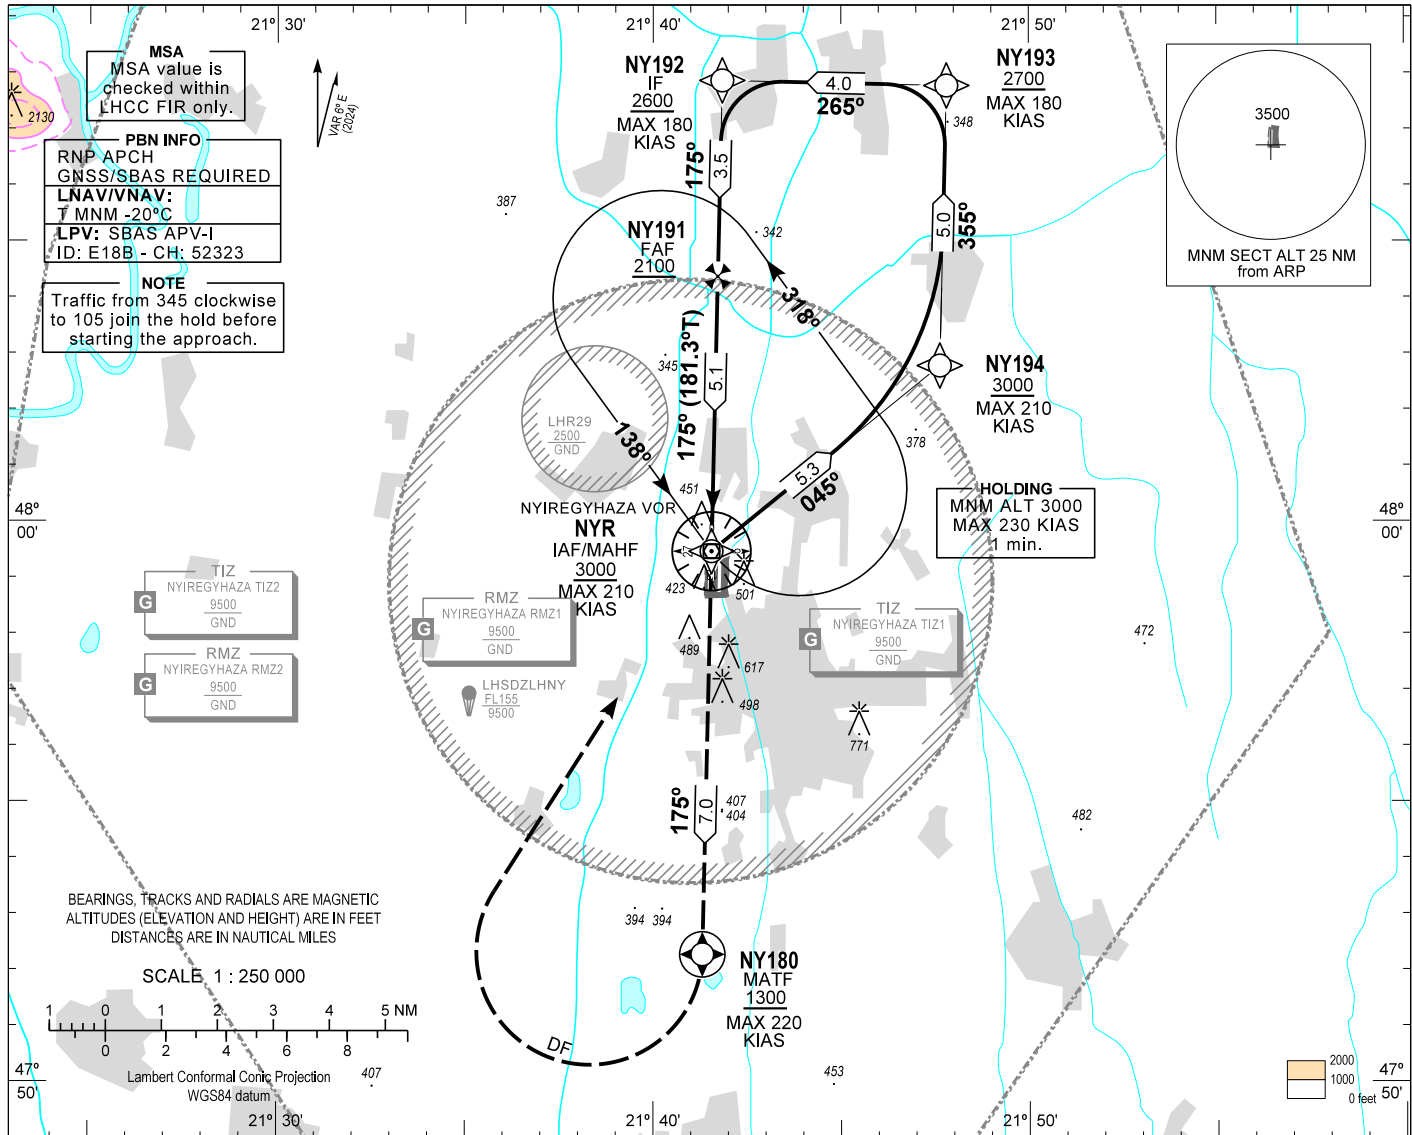 21° 30'
21° 40'
21° 50'
MSA
MSA value is
checked within
LHCC FIR only.
2130
VAR 6° E
(2024)
PBN INFO
RNP APCH
GNSS/SBAS REQUIRED
LNAV/VNAV:
T MNM -20°C
LPV: SBAS APV-I
ID: E18B - CH: 52323
NOTE
Traffic from 345 clockwise
to 105 join the hold before
starting the approach.
NY192
IF
2600
MAX 180
KIAS
4.0
265°
NY193
2700
MAX 180
KIAS
348
3500
MNM SECT ALT 25 NM
from ARP
175°
3.5
5.0
355°
387
342
NY191
FAF
2100
318°
345
175° (181.3°T)
5.1
NY194
3000
MAX 210
KIAS
378
LHR29
2500
GND
138°
5.3
045°
451
HOLDING
MNM ALT 3000
MAX 230 KIAS
1 min.
48°
00'
48°
00'
NYIREGYHAZA VOR
NYR
IAF/MAHF
3000
MAX 210
KIAS
27
423
501
TIZ
NYIREGYHAZA TIZ2
9500
GND
G
RMZ
NYIREGYHAZA RMZ2
9500
GND
G
RMZ
NYIREGYHAZA RMZ1
9500
GND
G
TIZ
NYIREGYHAZA TIZ1
9500
GND
G
472
489
617
498
771
LHSDZLHNY
FL155
9500
175°
7.0
407
404
482
394
394
BEARINGS, TRACKS AND RADIALS ARE MAGNETIC
ALTITUDES (ELEVATION AND HEIGHT) ARE IN FEET
DISTANCES ARE IN NAUTICAL MILES
SCALE 1 : 250 000
1 0 1 2 3 4 5 NM
0 2 4 6 8
Lambert Conformal Conic Projection
WGS84 datum
407
NY180
MATF
1300
MAX 220
KIAS
DF
453
2000
1000
0 feet
47°
50'
47°
50'
21° 30'
21° 40'
21° 50'